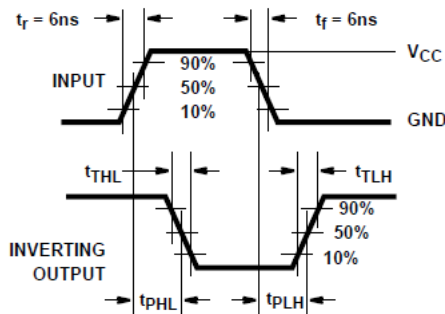 tr = 6ns
tf = 6ns
VCC
INPUT
90%
50%
10%
GND
tTHL
tTLH
90%
50%
10%
INVERTING
OUTPUT
tPHL
tPLH